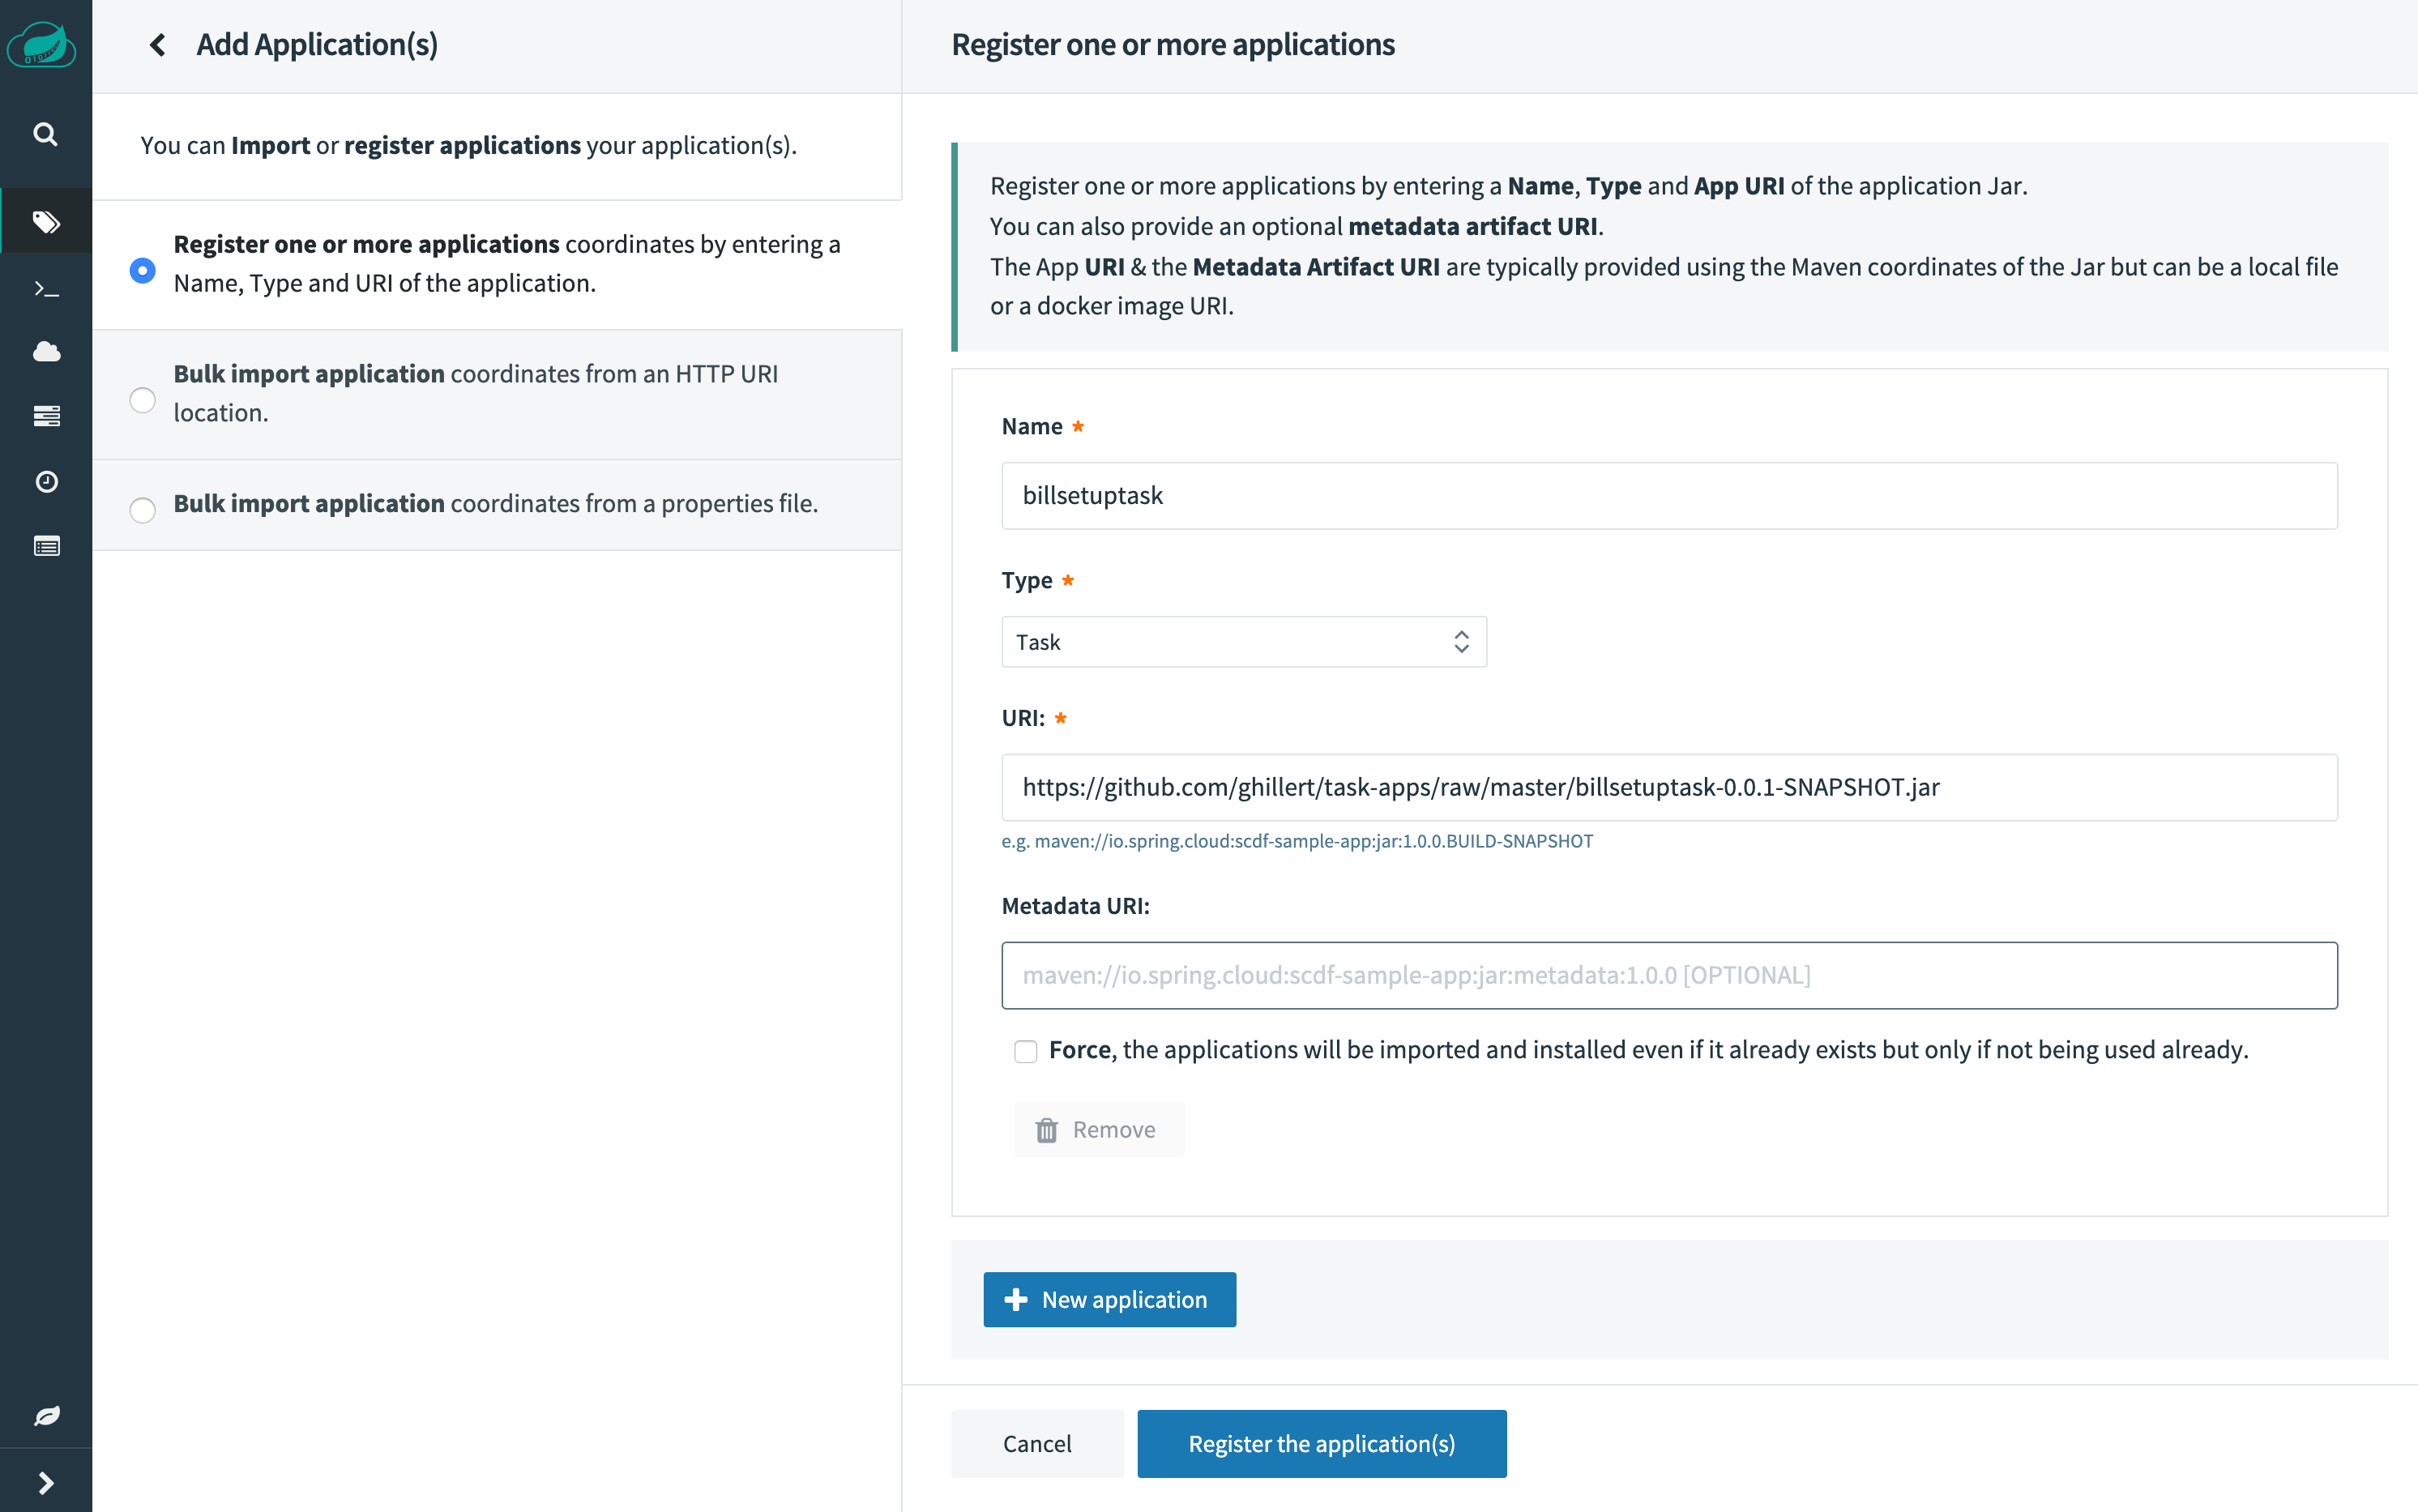 Add Application(s)
You can Import or register applications your application(s).
Register one or more applications coordinates by entering a
Name, Type and URI of the application.
Bulk import application coordinates from an HTTP URI
location.
Bulk import application coordinates from a properties file.
Register one or more applications
Register one or more applications by entering a Name, Type and App URI of the application Jar.
You can also provide an optional metadata artifact URI.
The App URI & the Metadata Artifact URI are typically provided using the Maven coordinates of the Jar but can be a local file
or a docker image URI.
Name *
billsetuptask
Type *
Task
URI: *
https://github.com/ghillert/task-apps/raw/master/billsetuptask-0.0.1-SNAPSHOT.jar
e.g. maven://io.spring.cloud:scdf-sample-app:jar:1.0.0.BUILD-SNAPSHOT
Metadata URI:
maven://io.spring.cloud:scdf-sample-app:jar:metadata:1.0.0 [OPTIONAL]
Force, the applications will be imported and installed even if it already exists but only if not being used already.
Remove
New application
Cancel
Register the application(s)